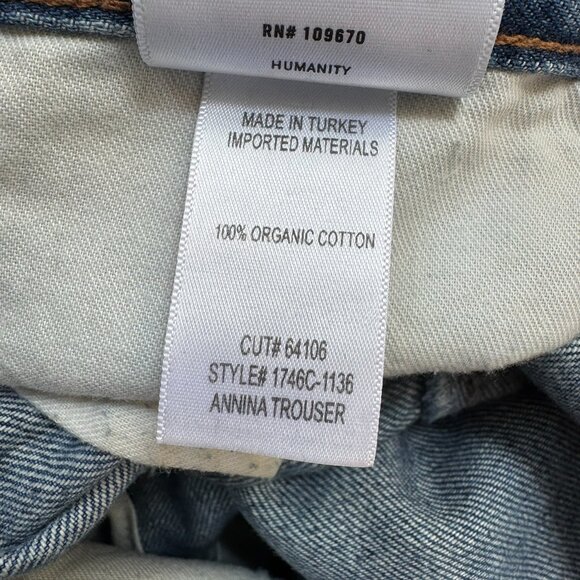 RN# 109670
HUMANITY
MADE IN TURKEY
IMPORTED MATERIALS
100% ORGANIC COTTON
CUT# 64106
STYLE# 1746C-1136
ANNINA TROUSER